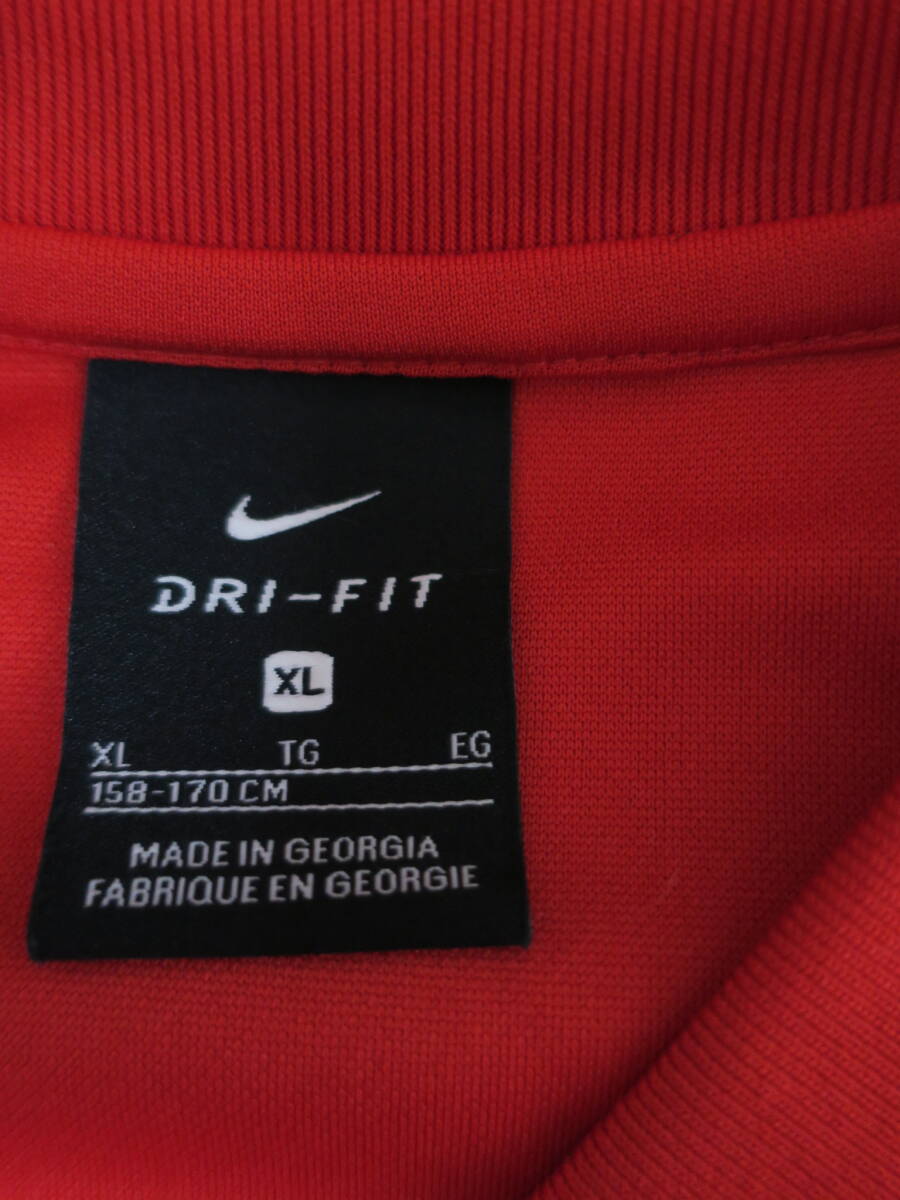 DRI-FIT
XL
XL TG EG
158-170 CM
MADE IN GEORGIA
FABRIQUE EN GEORGIE